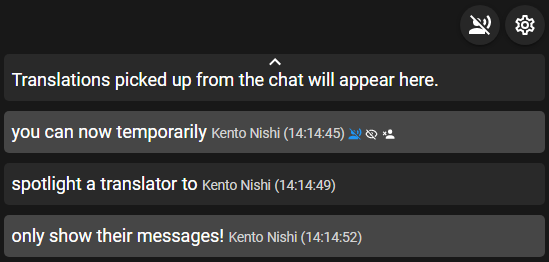 Translations picked up from the chat will appear here.
you can now temporarily Kento Nishi (14:14:45)
spotlight a translator to Kento Nishi (14:14:49)
only show their messages! Kento Nishi (14:14:52)